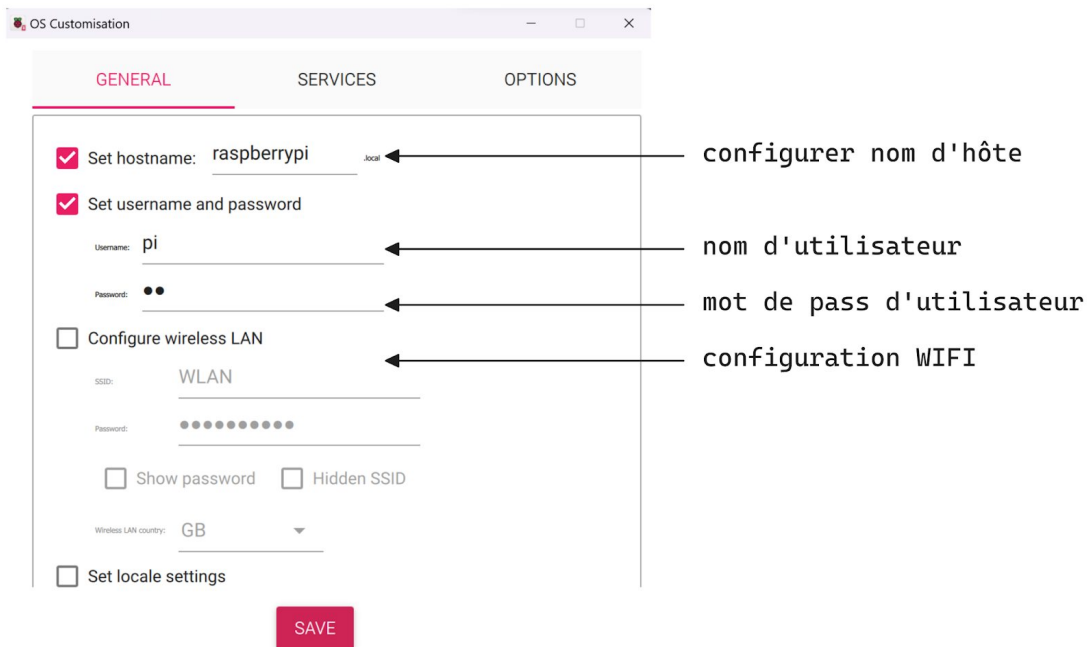 OS Customisation
GENERAL SERVICES OPTIONS
Set hostname: raspberrypi .local configurer nom d'hôte
Set username and password
Username: pi nom d'utilisateur
Password: •• mot de pass d'utilisateur
Configure wireless LAN
configuration WIFI
SSID: WLAN
Password: ••••••••••
Show password Hidden SSID
Wireless LAN country: GB
Set locale settings
SAVE